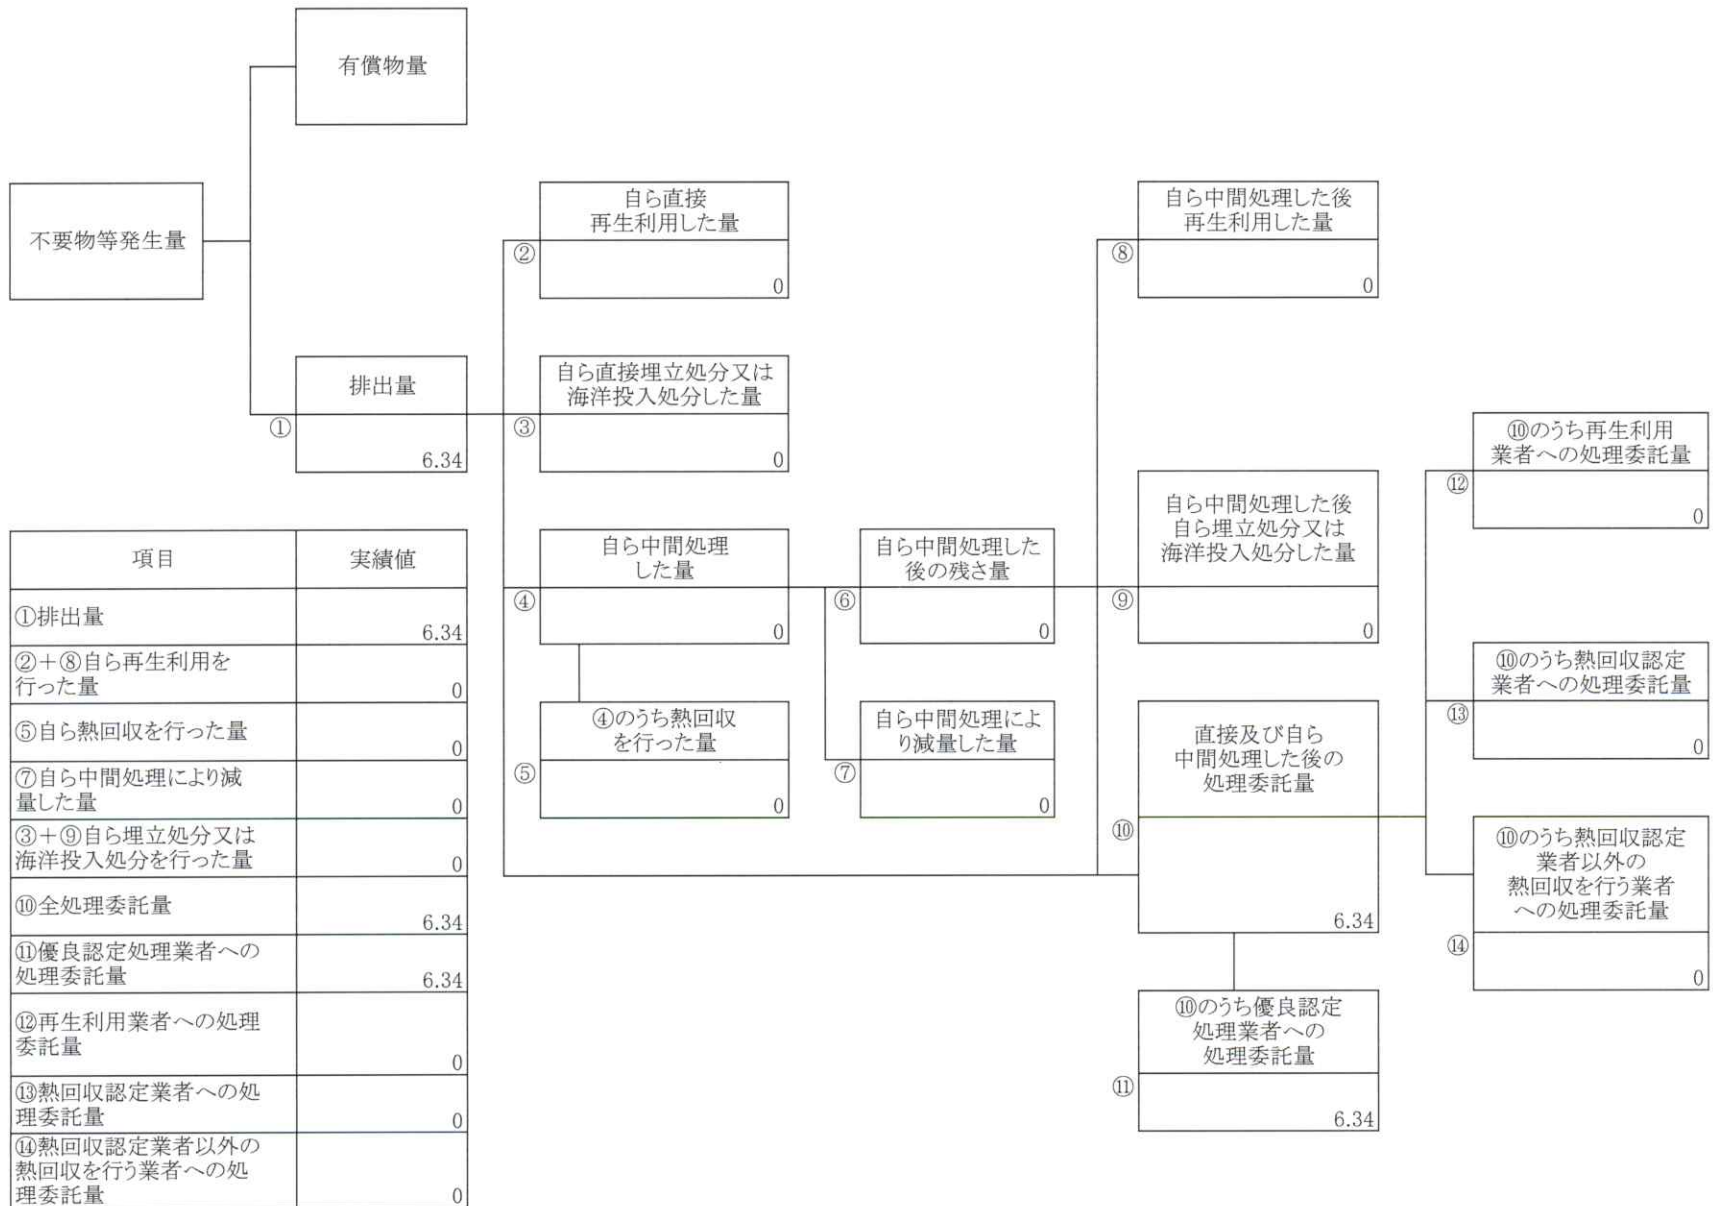 有償物量
不要物等発生量
自ら直接
再生利用した量
②
0
自ら中間処理した後
再生利用した量
⑧
0
排出量
①
6.34
自ら直接埋立処分又は
海洋投入処分した量
③
0
⑩のうち再生利用
業者への処理委託量
⑫
0
自ら中間処理
した量
④
0
自ら中間処理した
後の残さ量
⑥
0
自ら中間処理した後
自ら埋立処分又は
海洋投入処分した量
⑨
0
⑩のうち熱回収認定
業者への処理委託量
⑬
0
④のうち熱回収
を行った量
⑤
0
自ら中間処理によ
り減量した量
⑦
0
直接及び自ら
中間処理した後の
処理委託量
⑩
6.34
⑩のうち熱回収認定
業者以外の
熱回収を行う業者
への処理委託量
⑭
0
⑩のうち優良認定
処理業者への
処理委託量
⑪
6.34
項目
実績値
①排出量
6.34
②+⑧自ら再生利用を
行った量
0
⑤自ら熱回収を行った量
0
⑦自ら中間処理により減
量した量
0
③+⑨自ら埋立処分又は
海洋投入処分を行った量
0
⑩全処理委託量
6.34
⑪優良認定処理業者への
処理委託量
6.34
⑫再生利用業者への処理
委託量
0
⑬熱回収認定業者への処
理委託量
0
⑭熱回収認定業者以外の
熱回収を行う業者への処
理委託量
0